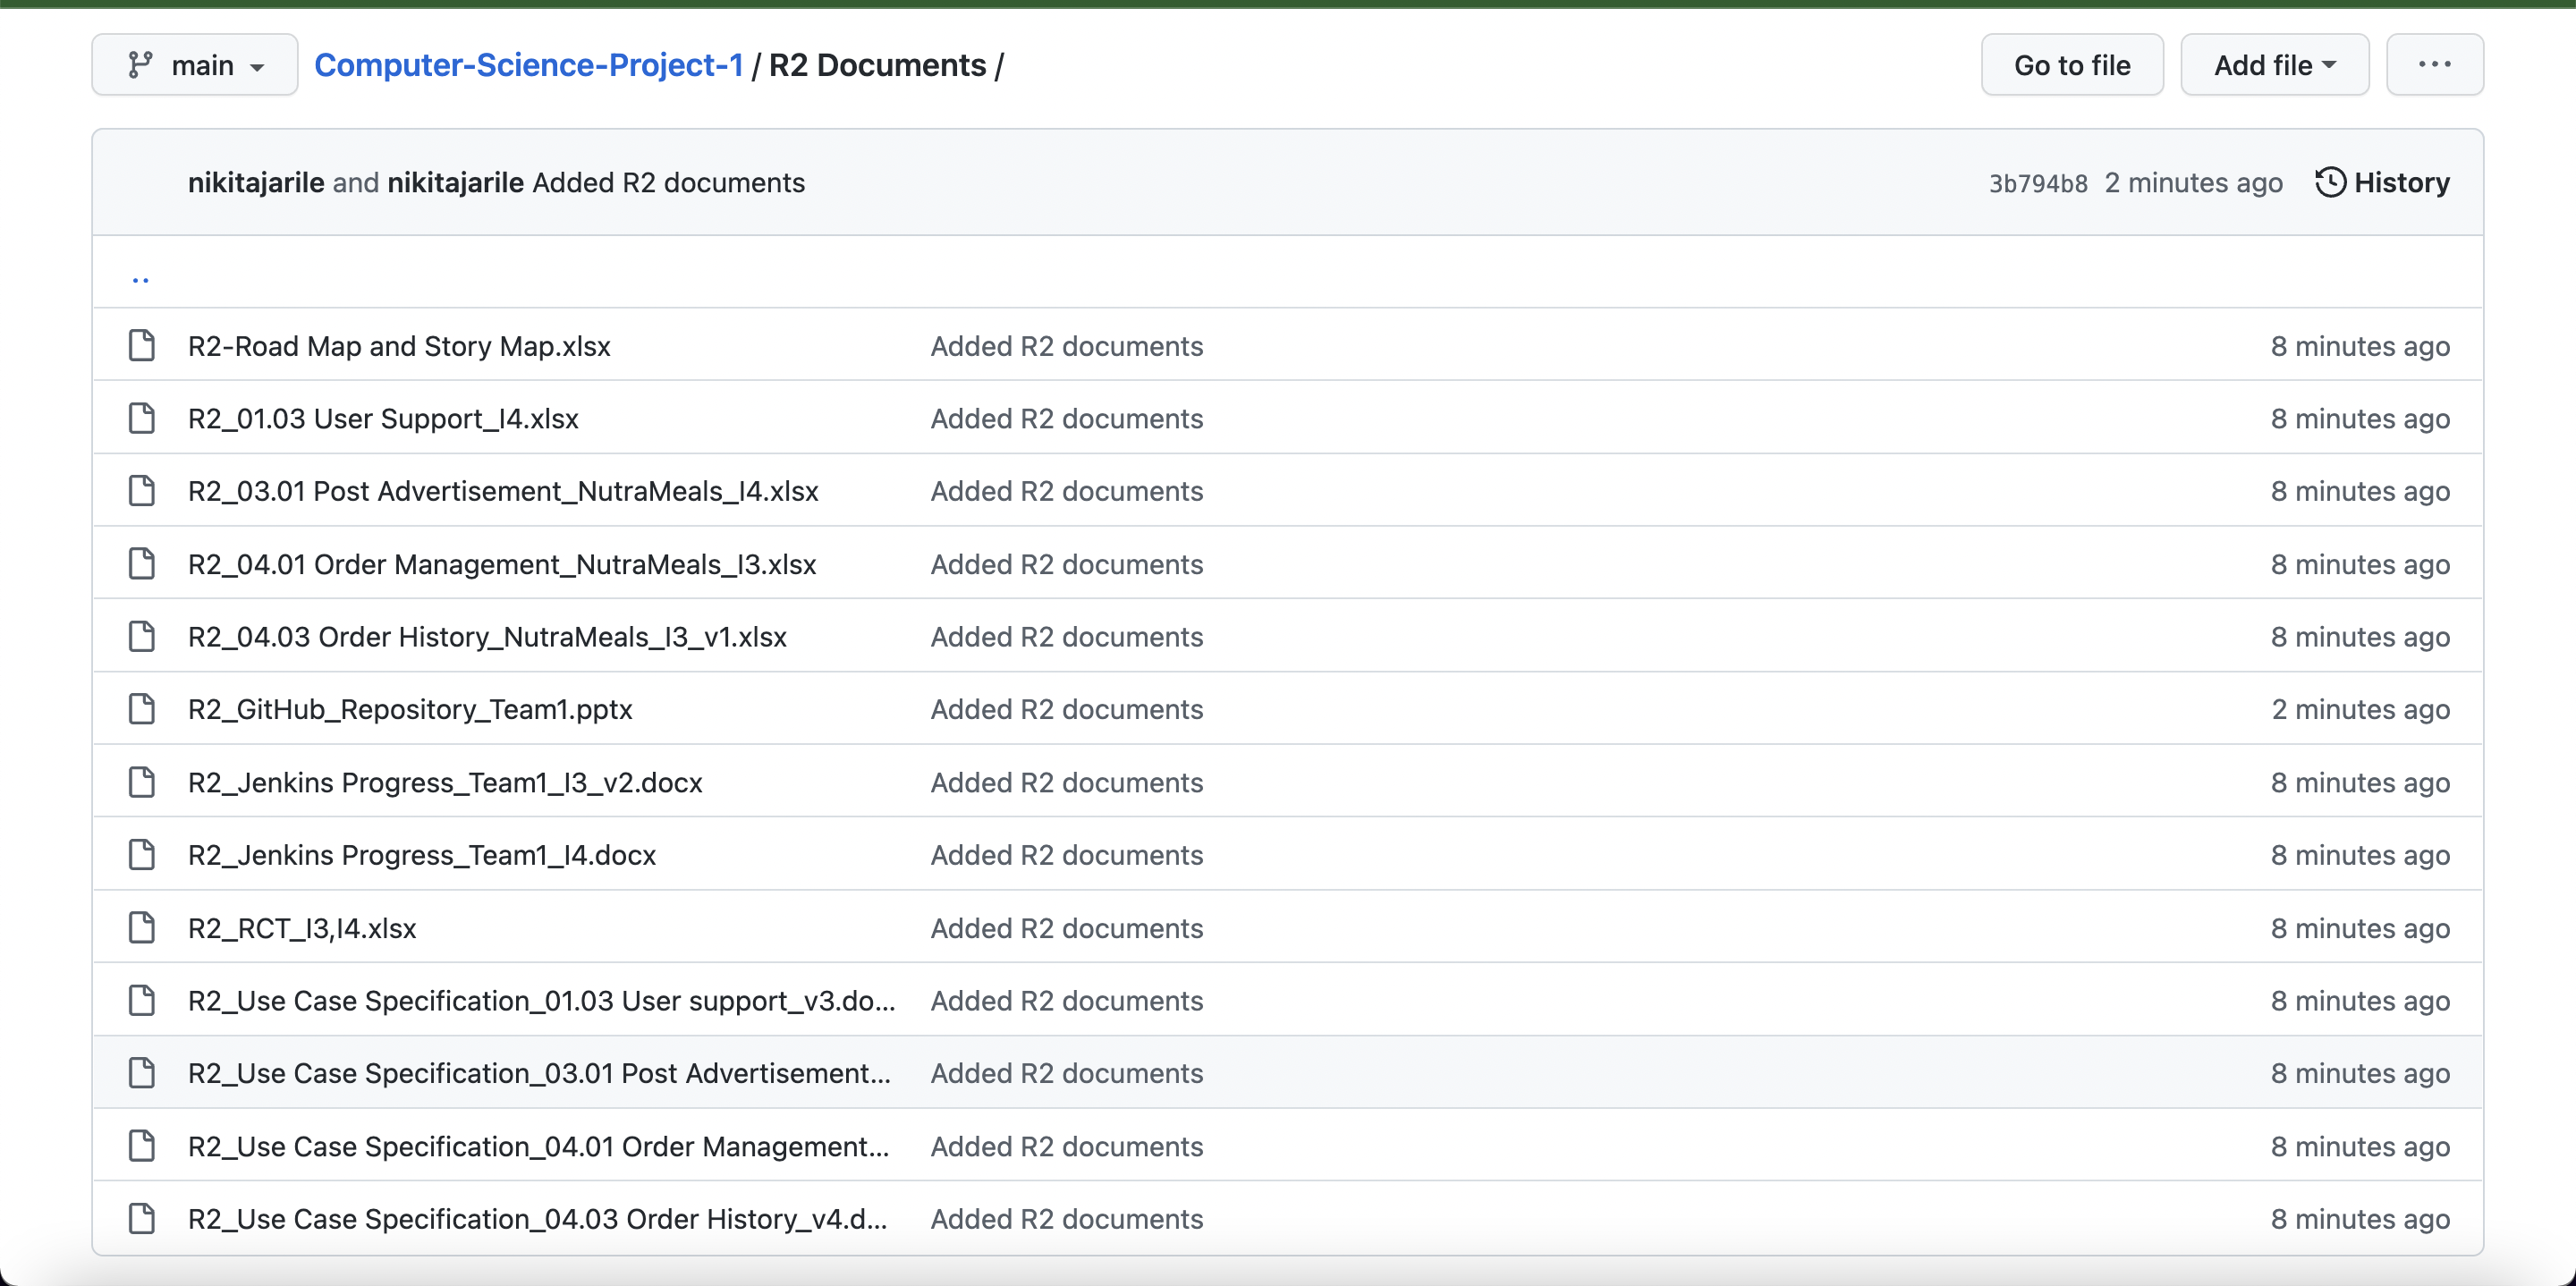 main Computer-Science-Project-1 / R2 Documents / Go to file Add file ...
nikitajarile and nikitajarile Added R2 documents 3b794b8 2 minutes ago History
..
R2-Road Map and Story Map.xlsx Added R2 documents 8 minutes ago
R2_01.03 User Support_I4.xlsx Added R2 documents 8 minutes ago
R2_03.01 Post Advertisement_NutraMeals_I4.xlsx Added R2 documents 8 minutes ago
R2_04.01 Order Management_NutraMeals_I3.xlsx Added R2 documents 8 minutes ago
R2_04.03 Order History_NutraMeals_I3_v1.xlsx Added R2 documents 8 minutes ago
R2_GitHub_Repository_Team1.pptx Added R2 documents 2 minutes ago
R2_Jenkins Progress_Team1_I3_v2.docx Added R2 documents 8 minutes ago
R2_Jenkins Progress_Team1_I4.docx Added R2 documents 8 minutes ago
R2_RCT_I3,I4.xlsx Added R2 documents 8 minutes ago
R2_Use Case Specification_01.03 User support_v3.do... Added R2 documents 8 minutes ago
R2_Use Case Specification_03.01 Post Advertisement... Added R2 documents 8 minutes ago
R2_Use Case Specification_04.01 Order Management... Added R2 documents 8 minutes ago
R2_Use Case Specification_04.03 Order History_v4.d... Added R2 documents 8 minutes ago